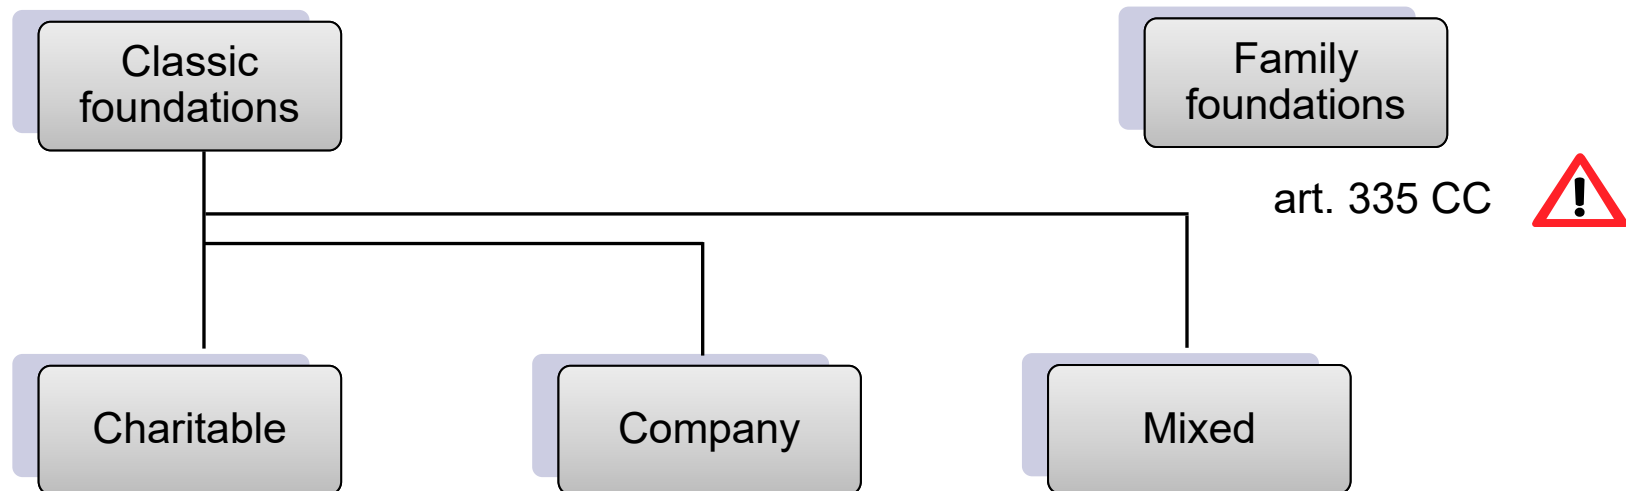 Classic
foundations
Family
foundations
art. 335 CC
!
Charitable
Company
Mixed